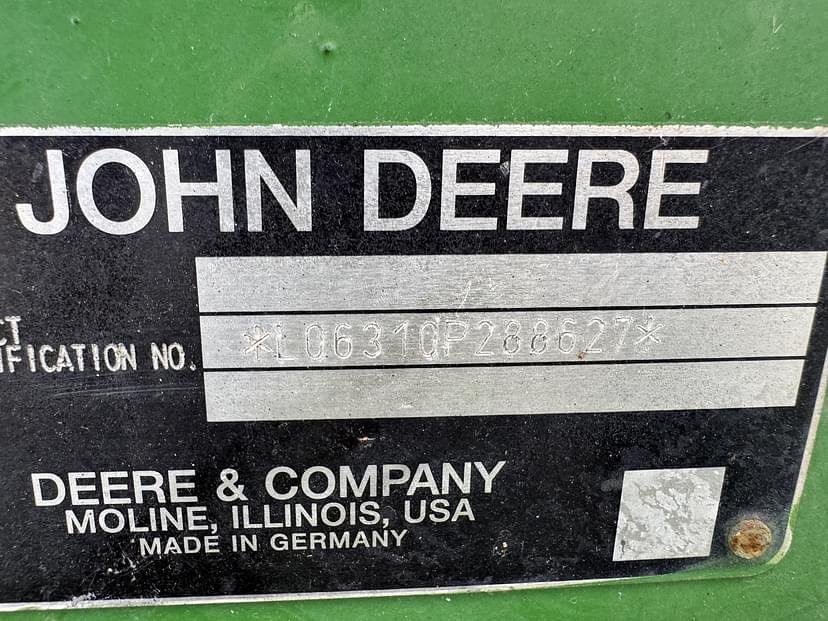 JOHN DEERE
CT
IFICATION NO. *L06310P288627*
DEERE & COMPANY
MOLINE, ILLINOIS, USA
MADE IN GERMANY